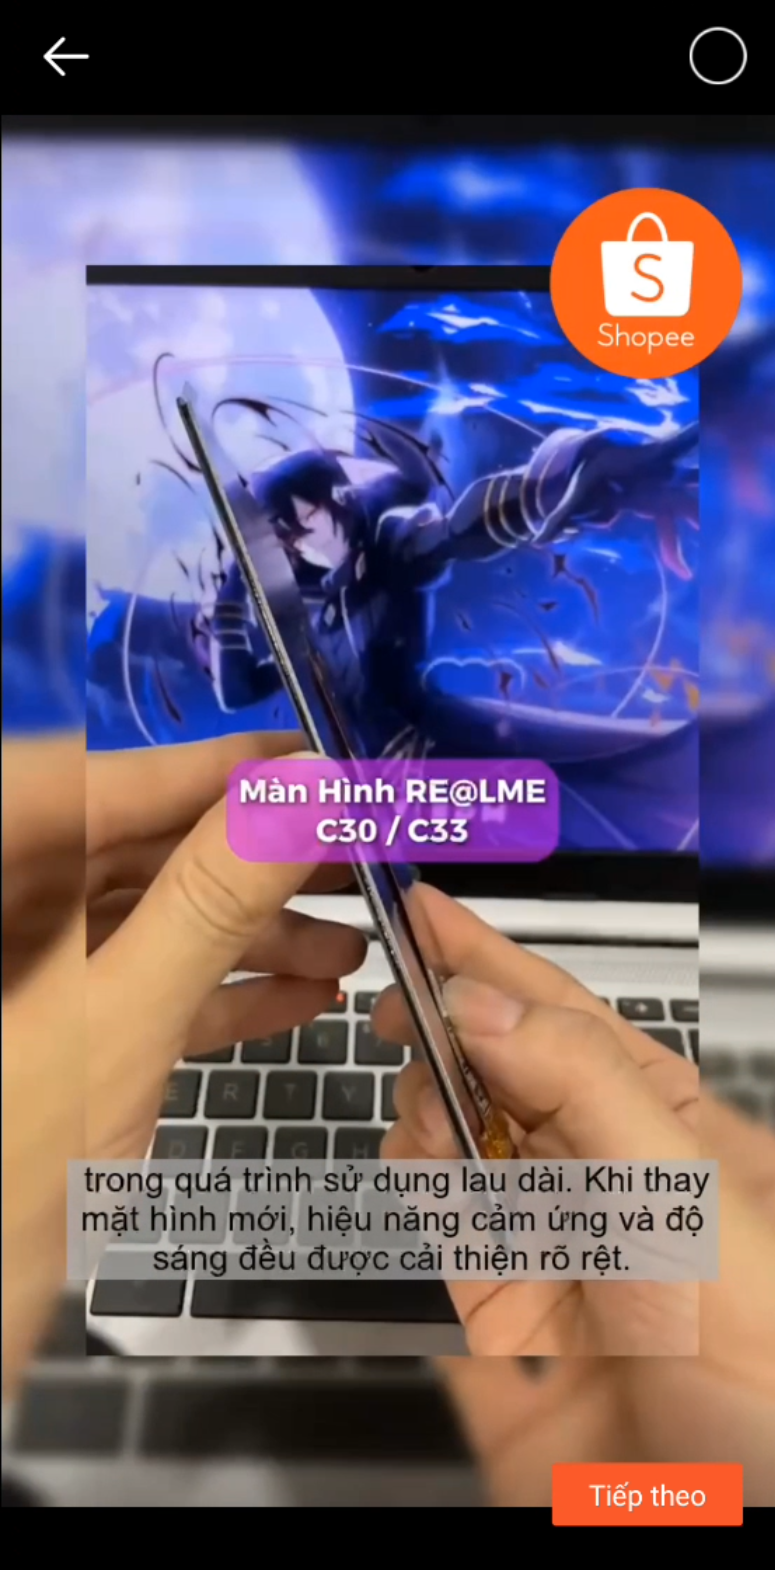 S
Shopee
Màn Hình RE@LME
C30 / C33
E R T Y
D F G H
trong quá trình sử dụng lau dài. Khi thay
mặt hình mới, hiệu năng cảm ứng và độ
sáng đều được cải thiện rõ rệt.
Tiếp theo